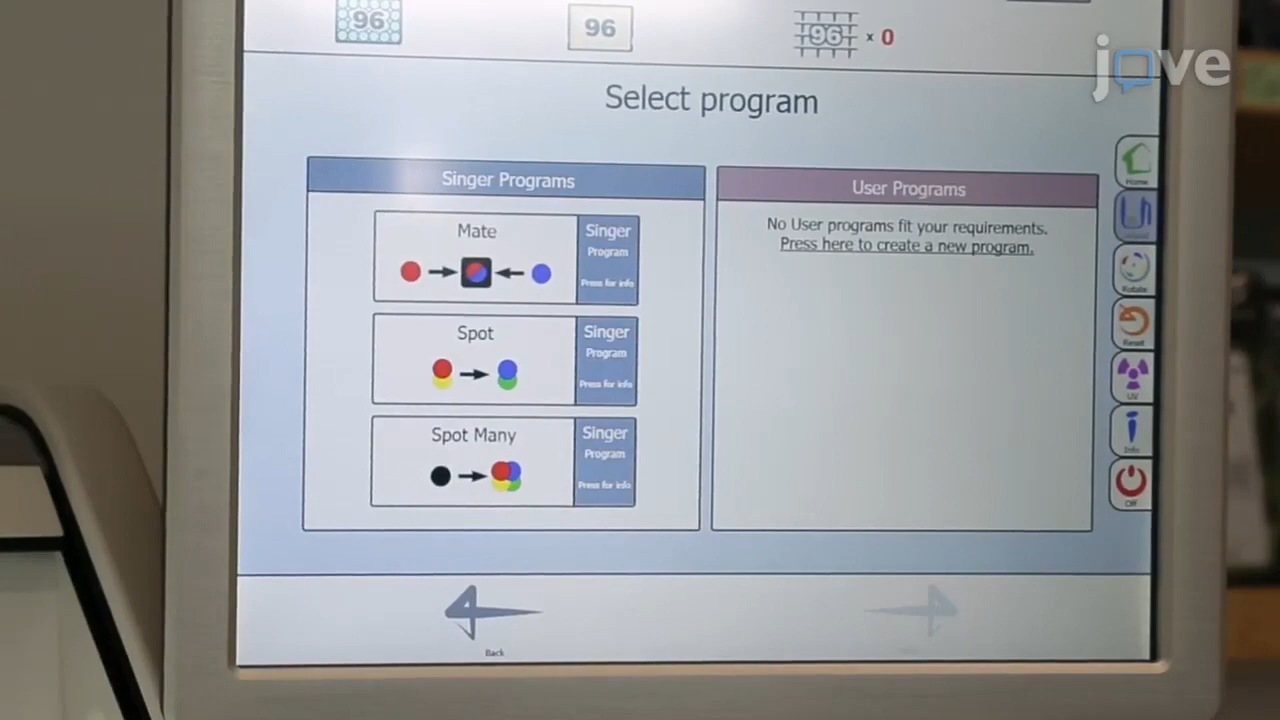 96
96
96 x 0
jove
Select program
Singer Programs
User Programs
Mate
Singer
Program
Press for info
No User programs fit your requirements.
Press here to create a new program.
Spot
Singer
Program
Press for info
Spot Many
Singer
Program
Press for info
Home
Rotate
Reset
UV
Info
Off
Back